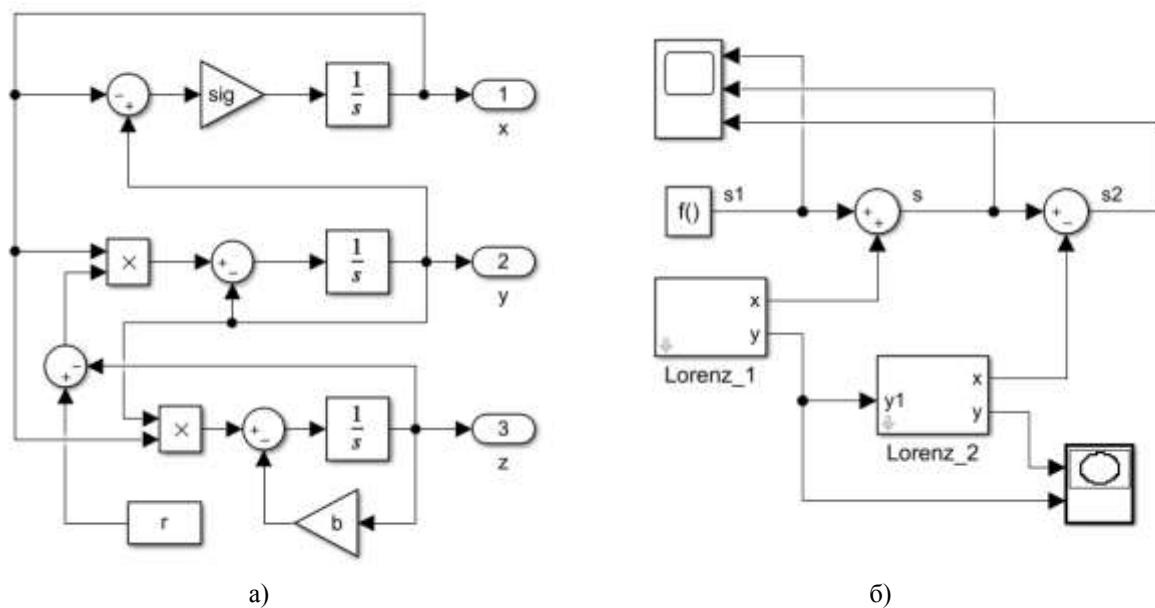 sig
1
s
1
x
×
1
s
2
y
×
1
s
3
z
r
b
а)
f()
s1
s
s2
x
y
Lorenz_1
y1
x
y
Lorenz_2
б)